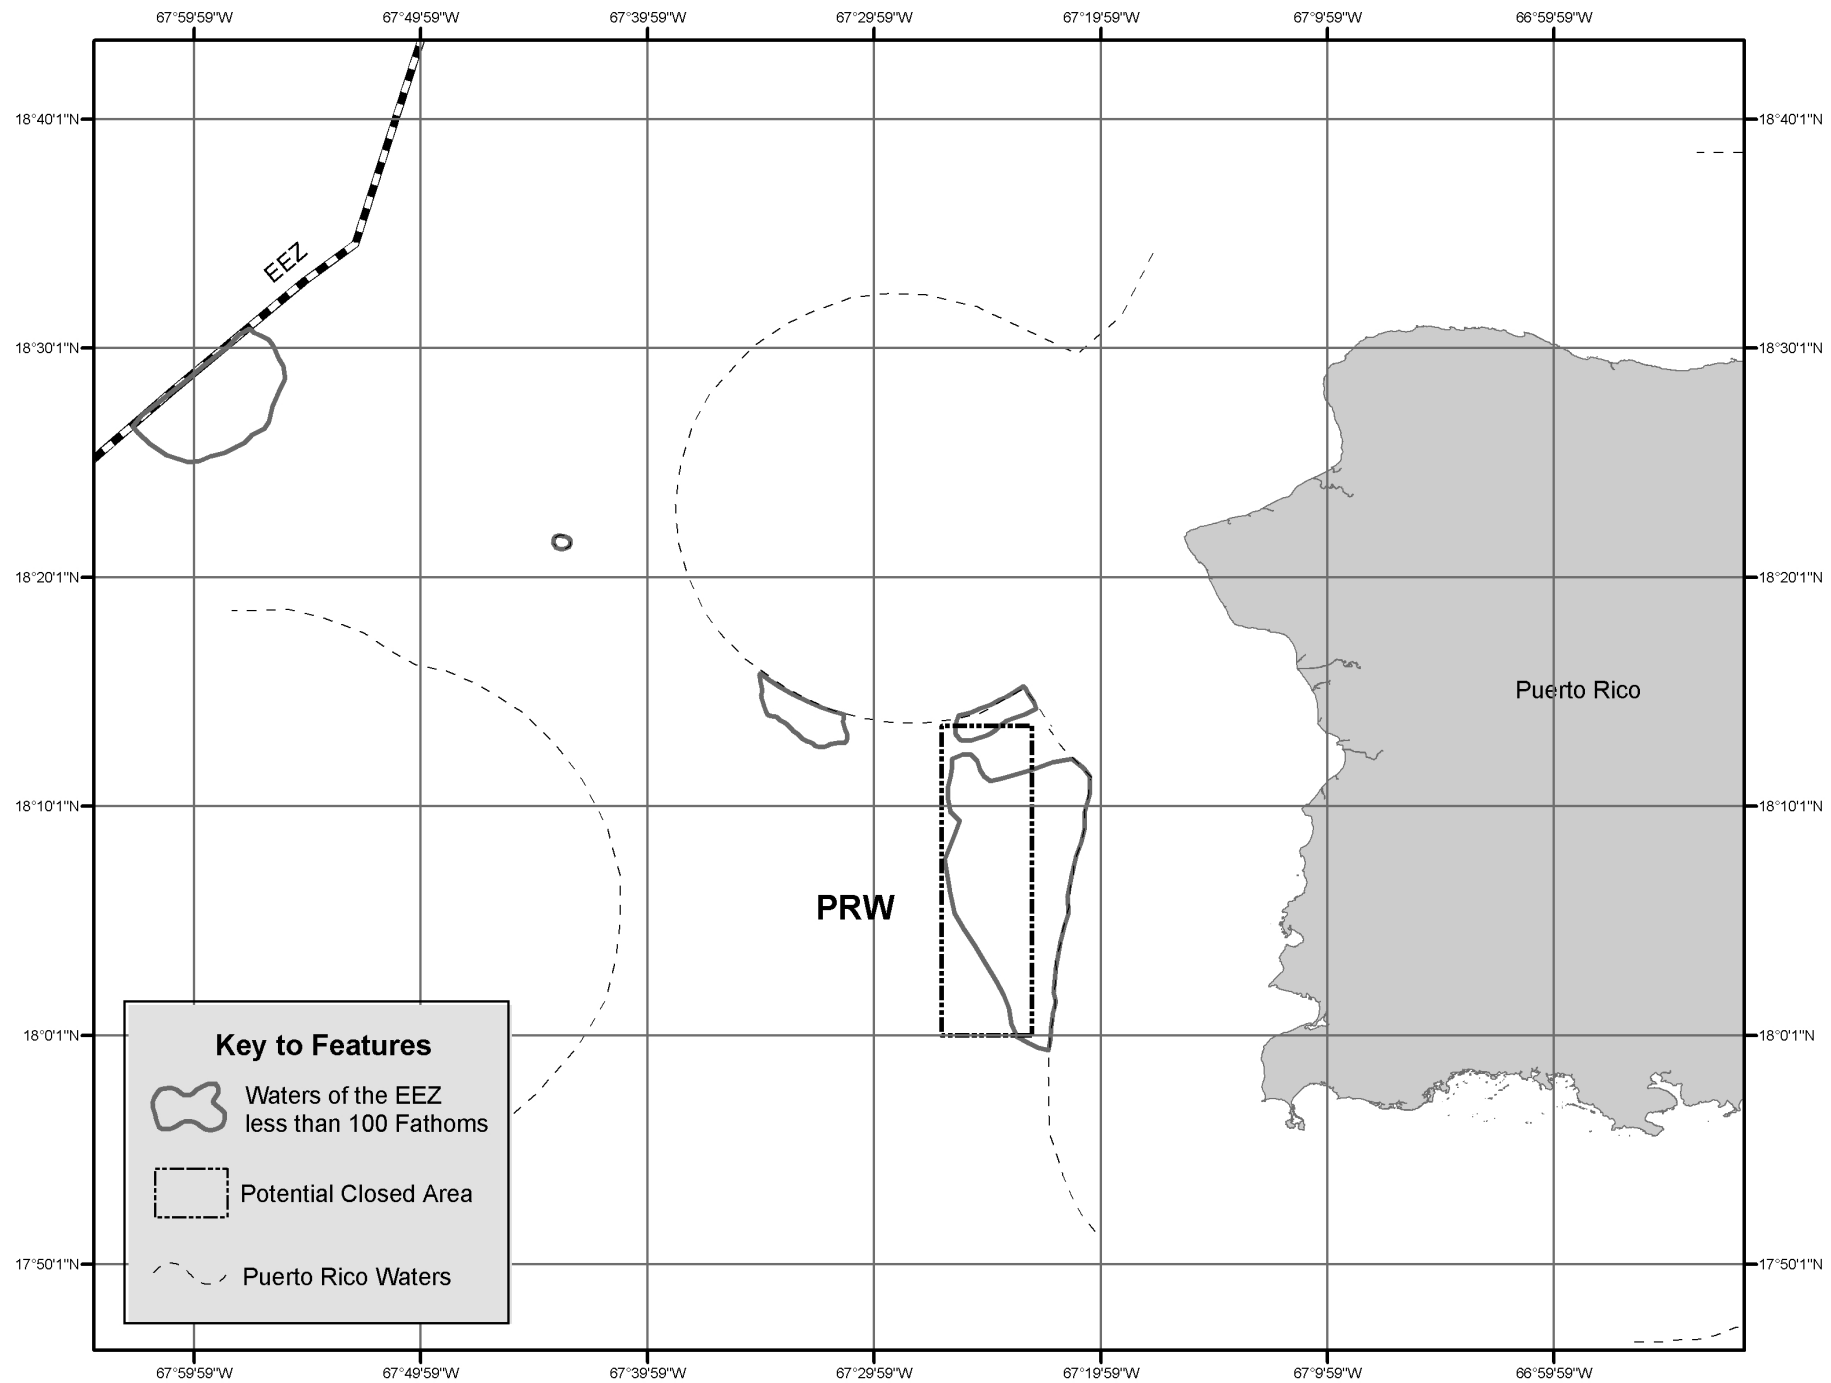 67°59'59"W 67°49'59"W 67°39'59"W 67°29'59"W 67°19'59"W 67°9'59"W 66°59'59"W
18°40'1"N 18°40'1"N
EEZ
18°30'1"N 18°30'1"N
18°20'1"N 18°20'1"N
Puerto Rico
18°10'1"N 18°10'1"N
PRW
18°0'1"N 18°0'1"N
Key to Features
Waters of the EEZ
less than 100 Fathoms
Potential Closed Area
17°50'1"N 17°50'1"N
Puerto Rico Waters
67°59'59"W 67°49'59"W 67°39'59"W 67°29'59"W 67°19'59"W 67°9'59"W 66°59'59"W